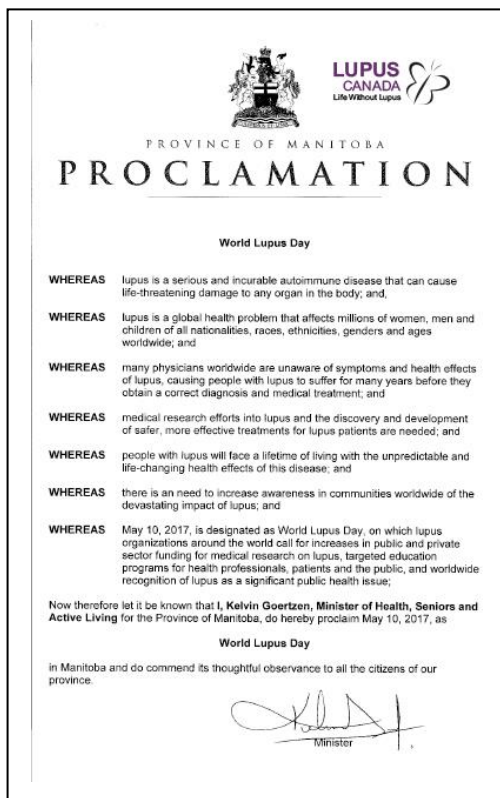 LUPUS
CANADA
Life Without Lupus
PROVINCE OF MANITOBA
PROCLAMATION
World Lupus Day
WHEREAS lupus is a serious and incurable autoimmune disease that can cause
life-threatening damage to any organ in the body; and,
WHEREAS lupus is a global health problem that affects millions of women, men and
children of all nationalities, races, ethnicities, genders and ages
worldwide; and
WHEREAS many physicians worldwide are unaware of symptoms and health effects
of lupus, causing people with lupus to suffer for many years before they
obtain a correct diagnosis and medical treatment; and
WHEREAS medical research efforts into lupus and the discovery and development
of safer, more effective treatments for lupus patients are needed; and
WHEREAS people with lupus will face a lifetime of living with the unpredictable and
life-changing health effects of this disease; and
WHEREAS there is an need to increase awareness in communities worldwide of the
devastating impact of lupus; and
WHEREAS May 10, 2017, is designated as World Lupus Day, on which lupus
organizations around the world call for increases in public and private
sector funding for medical research on lupus, targeted education
programs for health professionals, patients and the public, and worldwide
recognition of lupus as a significant public health issue;
Now therefore let it be known that I, Kelvin Goertzen, Minister of Health, Seniors and
Active Living for the Province of Manitoba, do hereby proclaim May 10, 2017, as
World Lupus Day
in Manitoba and do commend its thoughtful observance to all the citizens of our
province.
Minister